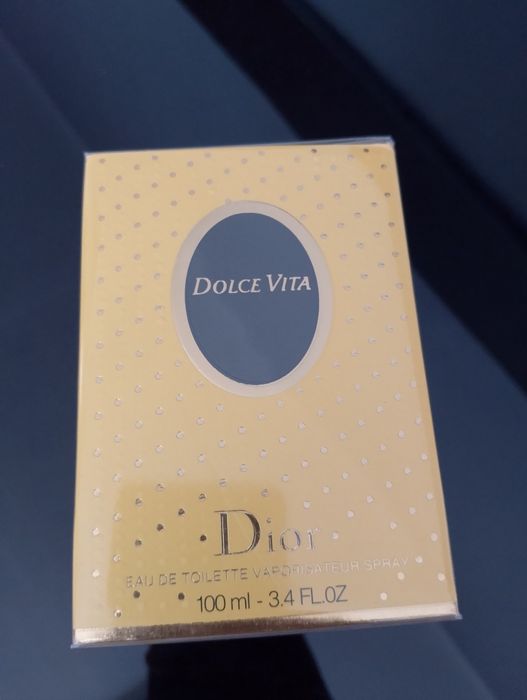 DOLCE VITA
Dior
EAU DE TOILETTE VAPORISATEUR SPRAY
100 ml - 3.4 FL.OZ